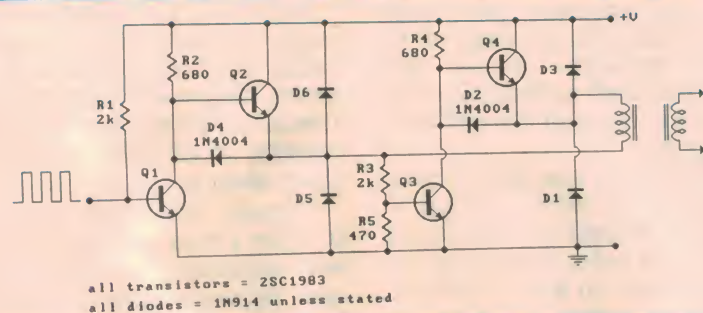 +V
R1
2k
R2
680
Q2
D6
D4
1N4004
Q1
D5
R3
2k
R5
470
Q3
R4
680
Q4
D2
1N4004
D3
D1
all transistors = 2SC1983
all diodes = 1N914 unless stated